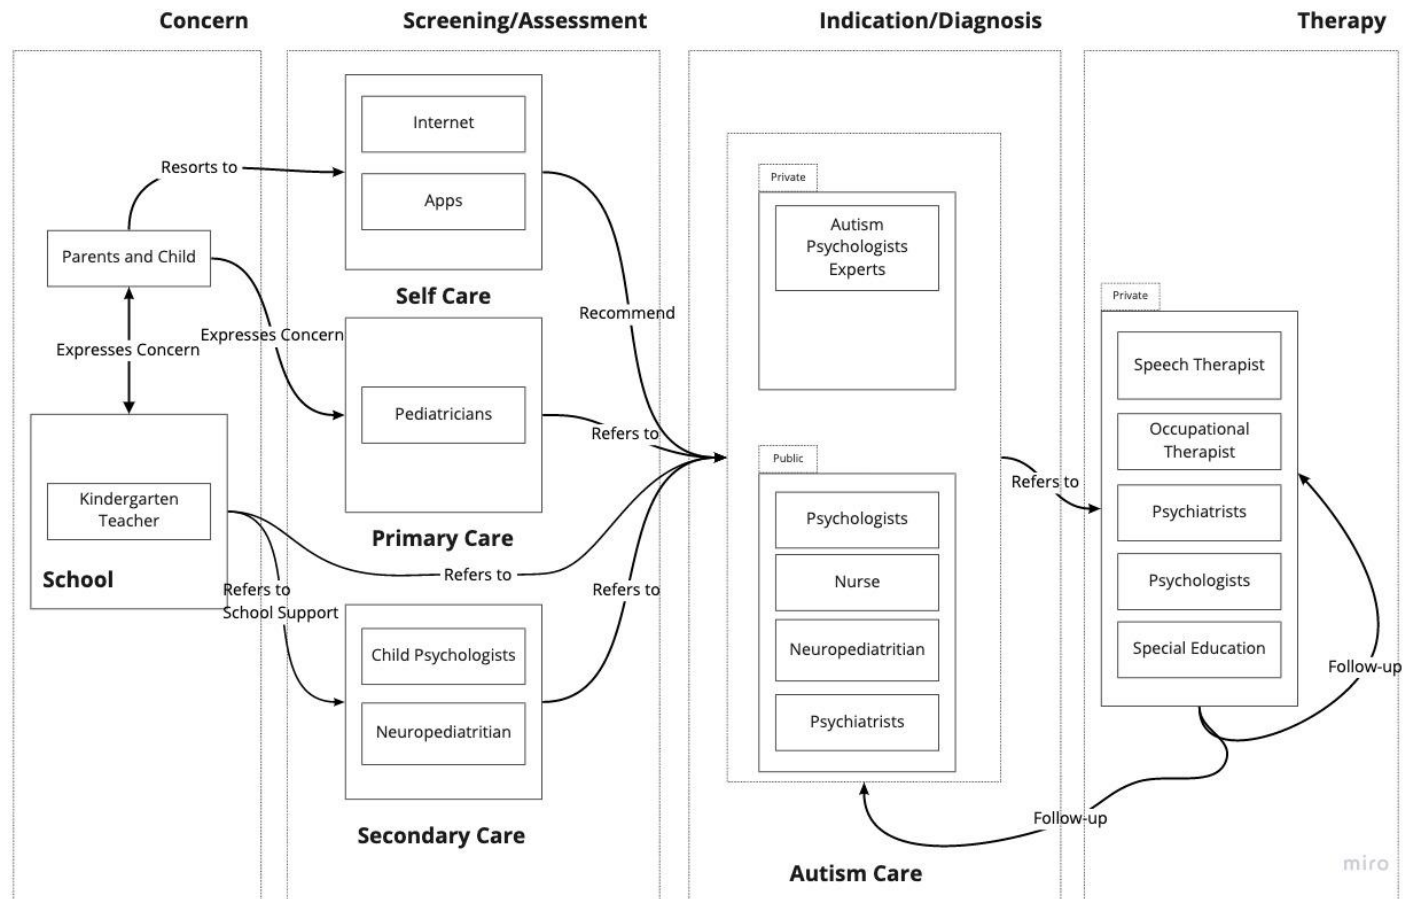 Concern
Screening/Assessment
Indication/Diagnosis
Therapy
Resorts to
Parents and Child
Expresses Concern
Expresses Concern
Kindergarten
Teacher
School
Refers to
School Support
Internet
Apps
Self Care
Pediatricians
Primary Care
Child Psychologists
Neuropediatritian
Secondary Care
Recommend
Refers to
Refers to
Refers to
Private
Autism
Psychologists
Experts
Public
Psychologists
Nurse
Neuropediatritian
Psychiatrists
Autism Care
Refers to
Private
Speech Therapist
Occupational
Therapist
Psychiatrists
Psychologists
Special Education
Follow-up
Follow-up
miro